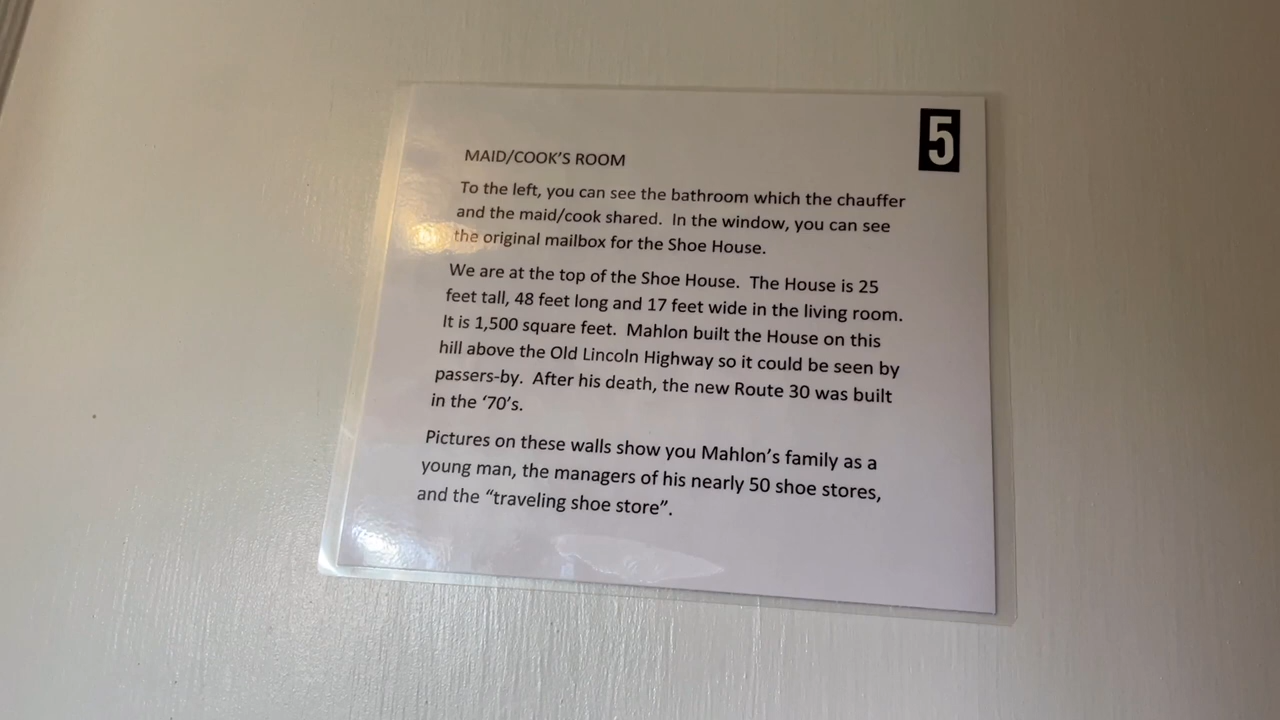 5
MAID/COOK'S ROOM
To the left, you can see the bathroom which the chauffer
and the maid/cook shared.  In the window, you can see
the original mailbox for the Shoe House.
We are at the top of the Shoe House.  The House is 25
feet tall, 48 feet long and 17 feet wide in the living room.
It is 1,500 square feet.  Mahlon built the House on this
hill above the Old Lincoln Highway so it could be seen by
passers-by.  After his death, the new Route 30 was built
in the ‘70’s.
Pictures on these walls show you Mahlon’s family as a
young man, the managers of his nearly 50 shoe stores,
and the “traveling shoe store”.